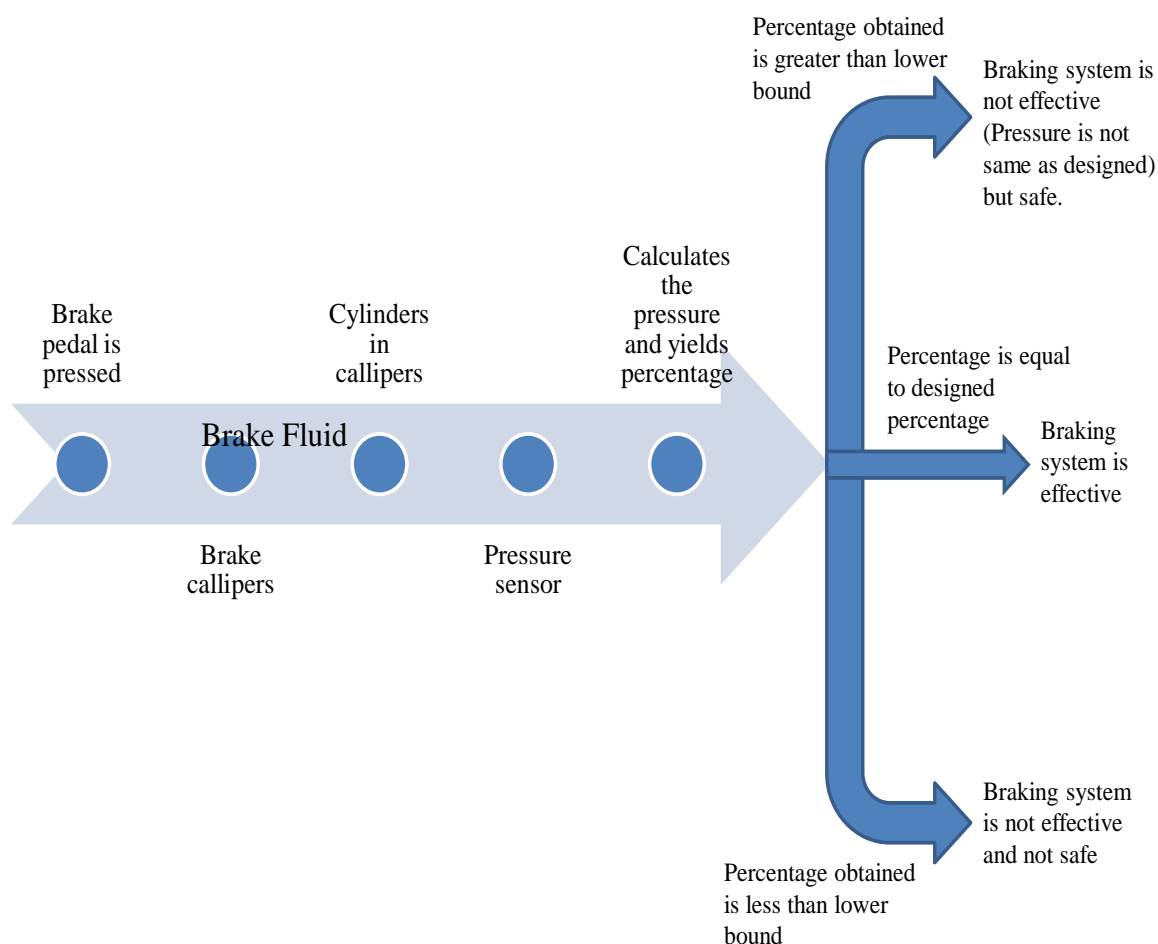 Percentage obtained
is greater than lower
bound
Braking system is
not effective
(Pressure is not
same as designed)
but safe.
Brake
pedal is
pressed
Cylinders
in
callipers
Calculates
the
pressure
and yields
percentage
Brake Fluid
Brake
callipers
Pressure
sensor
Percentage is equal
to designed
percentage
Braking
system is
effective
Braking system
is not effective
and not safe
Percentage obtained
is less than lower
bound